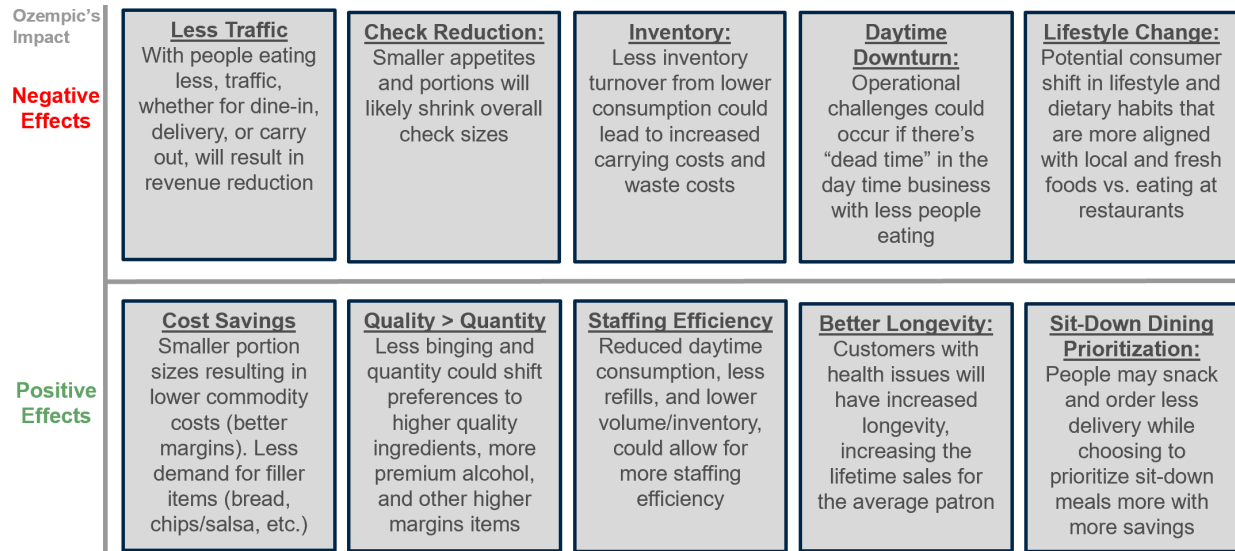 Ozempic's
Impact
Negative
Effects
Less Traffic
With people eating
less, traffic,
whether for dine-in,
delivery, or carry
out, will result in
revenue reduction
Check Reduction:
Smaller appetites
and portions will
likely shrink overall
check sizes
Inventory:
Less inventory
turnover from lower
consumption could
lead to increased
carrying costs and
waste costs
Daytime
Downturn:
Operational
challenges could
occur if there's
“dead time” in the
day time business
with less people
eating
Lifestyle Change:
Potential consumer
shift in lifestyle and
dietary habits that
are more aligned
with local and fresh
foods vs. eating at
restaurants
Positive
Effects
Cost Savings
Smaller portion
sizes resulting in
lower commodity
costs (better
margins). Less
demand for filler
items (bread,
chips/salsa, etc.)
Quality > Quantity
Less binging and
quantity could shift
preferences to
higher quality
ingredients, more
premium alcohol,
and other higher
margins items
Staffing Efficiency
Reduced daytime
consumption, less
refills, and lower
volume/inventory,
could allow for
more staffing
efficiency
Better Longevity:
Customers with
health issues will
have increased
longevity,
increasing the
lifetime sales for
the average patron
Sit-Down Dining
Prioritization:
People may snack
and order less
delivery while
choosing to
prioritize sit-down
meals more with
more savings